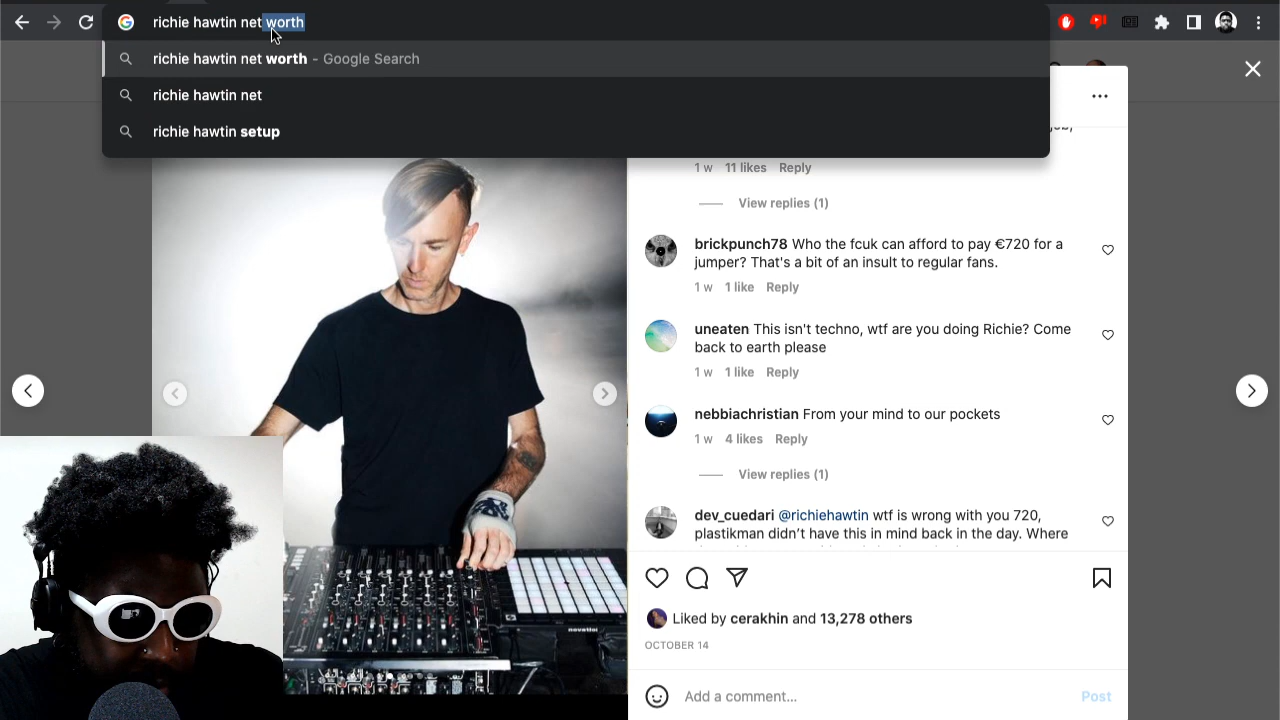 richie hawtin net worth
richie hawtin net worth - Google Search
richie hawtin net
richie hawtin setup
1 w 11 likes Reply
View replies (1)
brickpunch78 Who the fcuk can afford to pay €720 for a
jumper? That's a bit of an insult to regular fans.
1 w 1 like Reply
uneaten This isn't techno, wtf are you doing Richie? Come
back to earth please
1 w 1 like Reply
nebbiachristian From your mind to our pockets
1 w 4 likes Reply
View replies (1)
dev_cuedari @richiehawtin wtf is wrong with you 720,
plastikman didn't have this in mind back in the day. Where
novation
Liked by cerakhin and 13,278 others
OCTOBER 14
Add a comment... Post